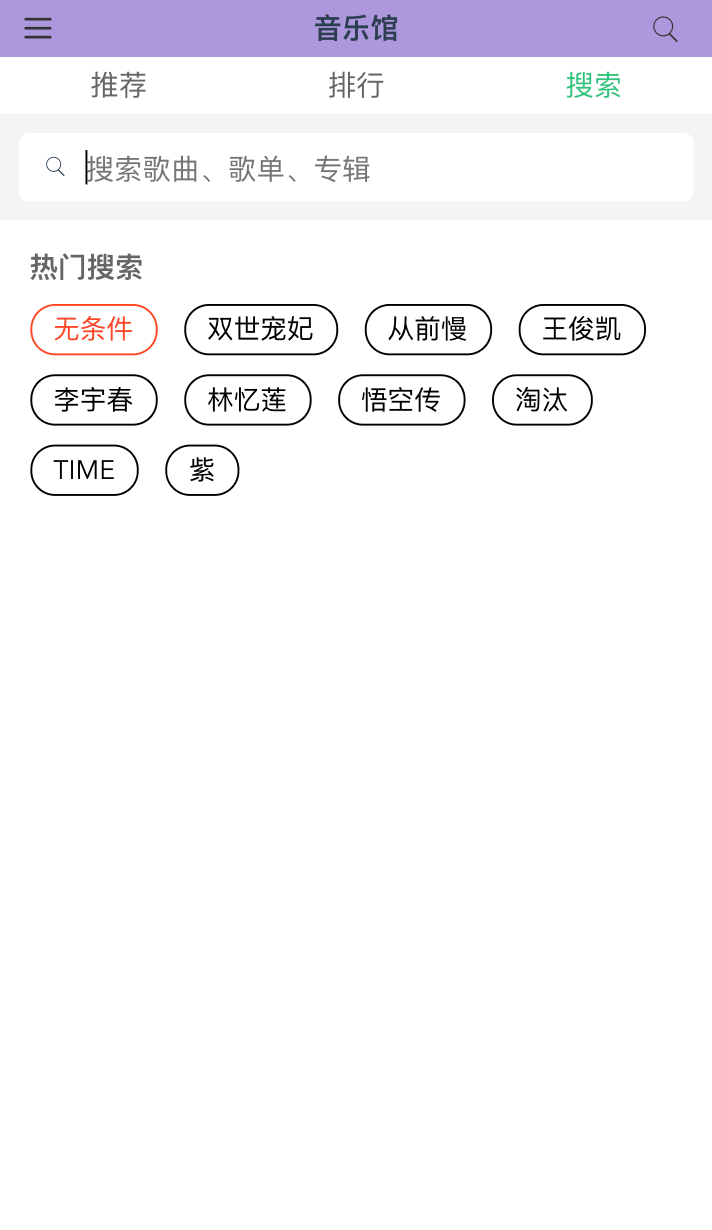 音乐馆
推荐 排行 搜索
搜索歌曲、歌单、专辑
热门搜索
无条件 双世宠妃 从前慢 王俊凯
李宇春 林忆莲 悟空传 淘汰
TIME 紫